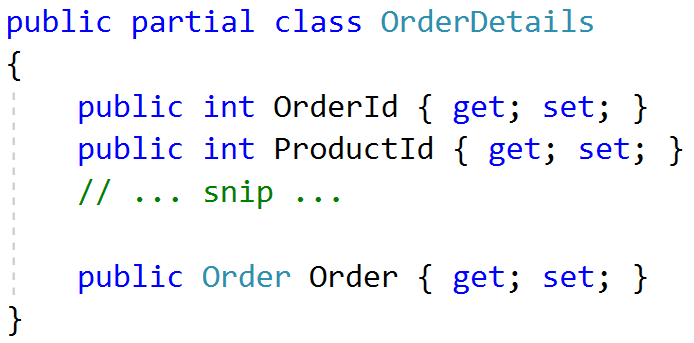 public partial class OrderDetails
{
public int OrderId { get; set; }
public int ProductId { get; set; }
// ... snip ...
public Order Order { get; set; }
}